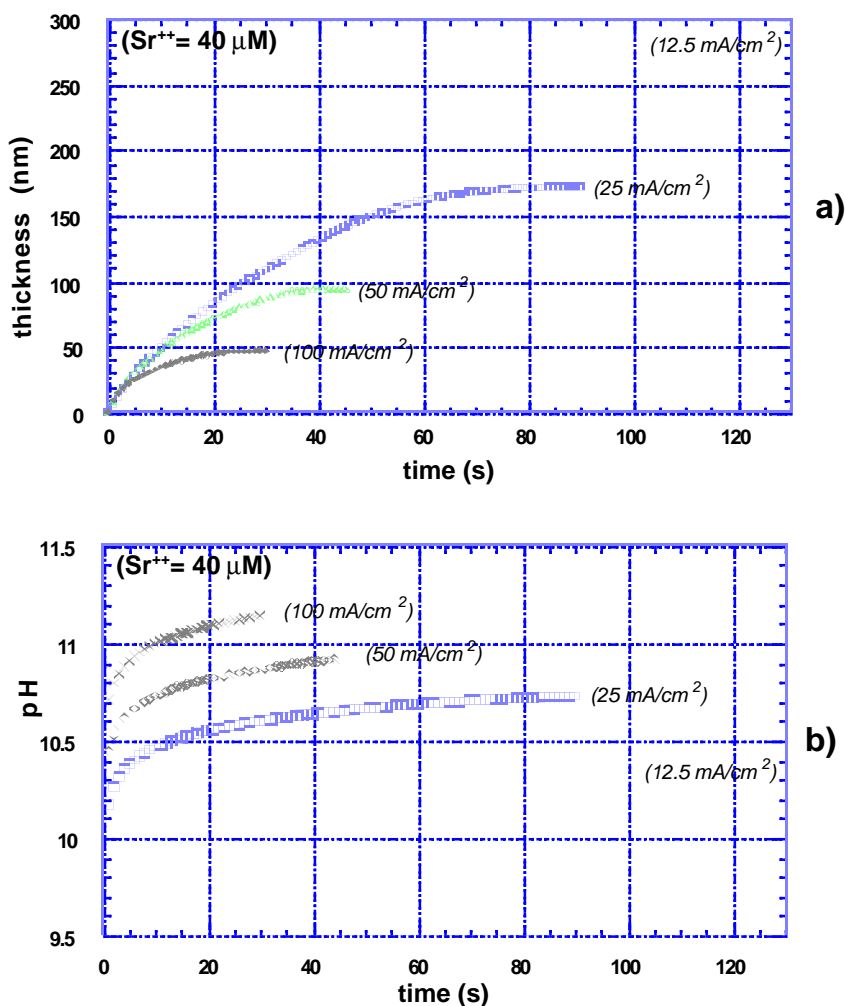 300
(Sr⁺⁺= 40 μM)
(12.5 mA/cm²)
250
200
(25 mA/cm²)
150
100
(50 mA/cm²)
50
(100 mA/cm²)
0
thickness (nm)
a)
0 20 40 60 80 100 120
time (s)
11.5
(Sr⁺⁺= 40 μM)
(100 mA/cm²)
11
(50 mA/cm²)
(25 mA/cm²)
10.5
(12.5 mA/cm²)
10
9.5
pH
b)
0 20 40 60 80 100 120
time (s)